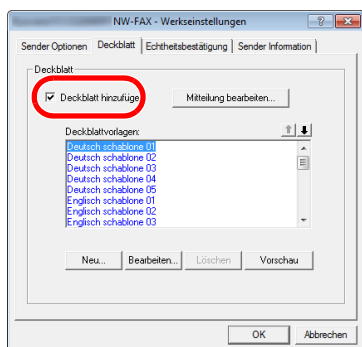 NW-FAX - Werkseinstellungen
Sender Optionen Deckblatt Echtheitsbestätigung Sender Information
Deckblatt
Deckblatt hinzufüge Mitteilung bearbeiten...
Deckblattvorlagen:
Deutsch schablone 01
Deutsch schablone 02
Deutsch schablone 03
Deutsch schablone 04
Deutsch schablone 05
Englisch schablone 01
Englisch schablone 02
Englisch schablone 03
Neu... Bearbeiten... Löschen Vorschau
OK Abbrechen